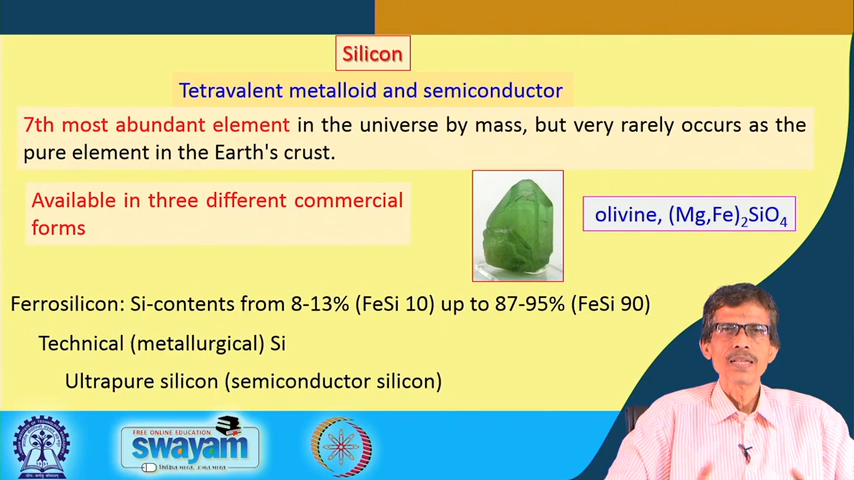 Silicon
Tetravalent metalloid and semiconductor
7th most abundant element in the universe by mass, but very rarely occurs as the
pure element in the Earth's crust.
Available in three different commercial
forms
olivine, (Mg,Fe)₂SiO₄
Ferrosilicon: Si-contents from 8-13% (FeSi 10) up to 87-95% (FeSi 90)
Technical (metallurgical) Si
Ultrapure silicon (semiconductor silicon)
FREE ONLINE EDUCATION
swayam